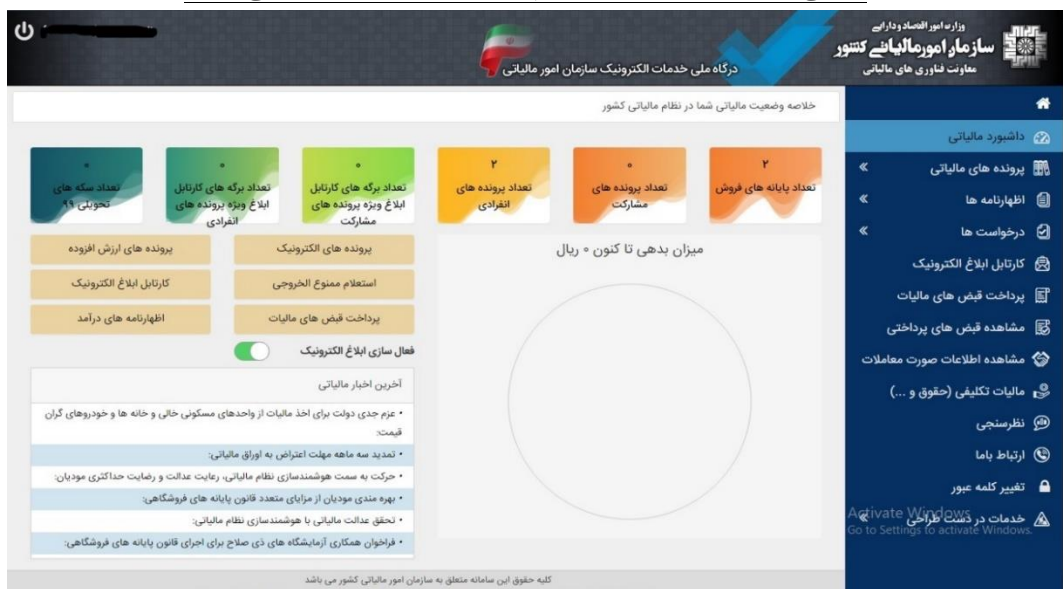 وزارت امور اقتصاد و دارایی
سازمان امور مالیاتی کشور
معاونت فناوری های مالیاتی
درگاه ملی خدمات الکترونیک سازمان امور مالیاتی
خلاصه وضعیت مالیاتی شما در نظام مالیاتی کشور
داشبورد مالیاتی
پرونده های مالیاتی
اظهارنامه ها
درخواست ها
کارتابل ابلاغ الکترونیک
پرداخت قبض های مالیات
مشاهده قبض های پرداختی
مشاهده اطلاعات صورت معاملات
مالیات تکلیفی (حقوق و ...)
نظرسنجی
ارتباط باما
تغییر کلمه عبور
خدمات در دست طراحی
Activate Windows
Go to Settings to activate Windows.
۲
تعداد پایانه های فروش
۰
تعداد پرونده های
مشارکت
۲
تعداد پرونده های
انفرادی
۰
تعداد برگه های کارتابل
ابلاغ ویژه پرونده های
مشارکت
۰
تعداد برگه های کارتابل
ابلاغ ویژه پرونده های
انفرادی
۰
تعداد سکه های
تحویلی ۹۹
میزان بدهی تا کنون ۰ ریال
پرونده های الکترونیک
پرونده های ارزش افزوده
استعلام ممنوع الخروجی
کارتابل ابلاغ الکترونیک
پرداخت قبض های مالیات
اظهارنامه های درآمد
فعال سازی ابلاغ الکترونیک
آخرین اخبار مالیاتی
• عزم جدی دولت برای اخذ مالیات از واحدهای مسکونی خالی و خانه ها و خودروهای گران
قیمت:
• تمدید سه ماهه مهلت اعتراض به اوراق مالیاتی:
• حرکت به سمت هوشمندسازی نظام مالیاتی، رعایت عدالت و رضایت حداکثری مودیان:
• بهره مندی مودیان از مزایای متعدد قانون پایانه های فروشگاهی:
• تحقق عدالت مالیاتی با هوشمندسازی نظام مالیاتی:
• فراخوان همکاری آزمایشگاه های ذی صلاح برای اجرای قانون پایانه های فروشگاهی:
کلیه حقوق این سامانه متعلق به سازمان امور مالیاتی کشور می باشد